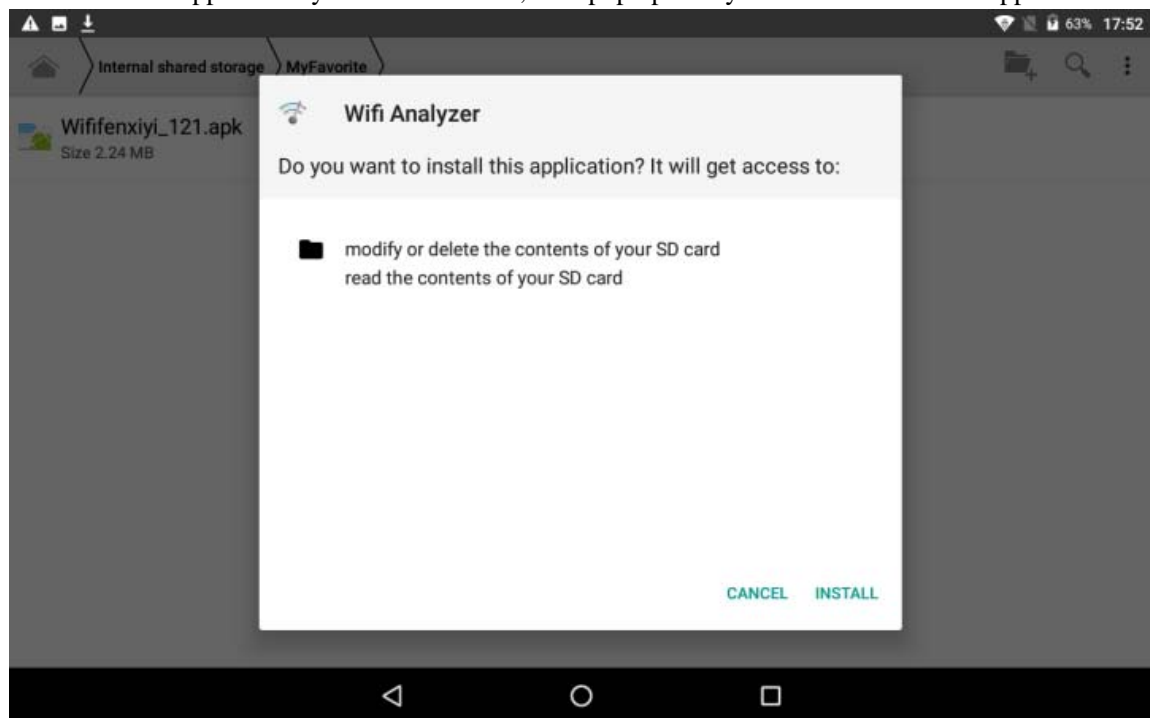 63% 17:52
Internal shared storage MyFavorite
Wififenxiyi_121.apk
Size 2.24 MB
Wifi Analyzer
Do you want to install this application? It will get access to:
modify or delete the contents of your SD card
read the contents of your SD card
CANCEL INSTALL